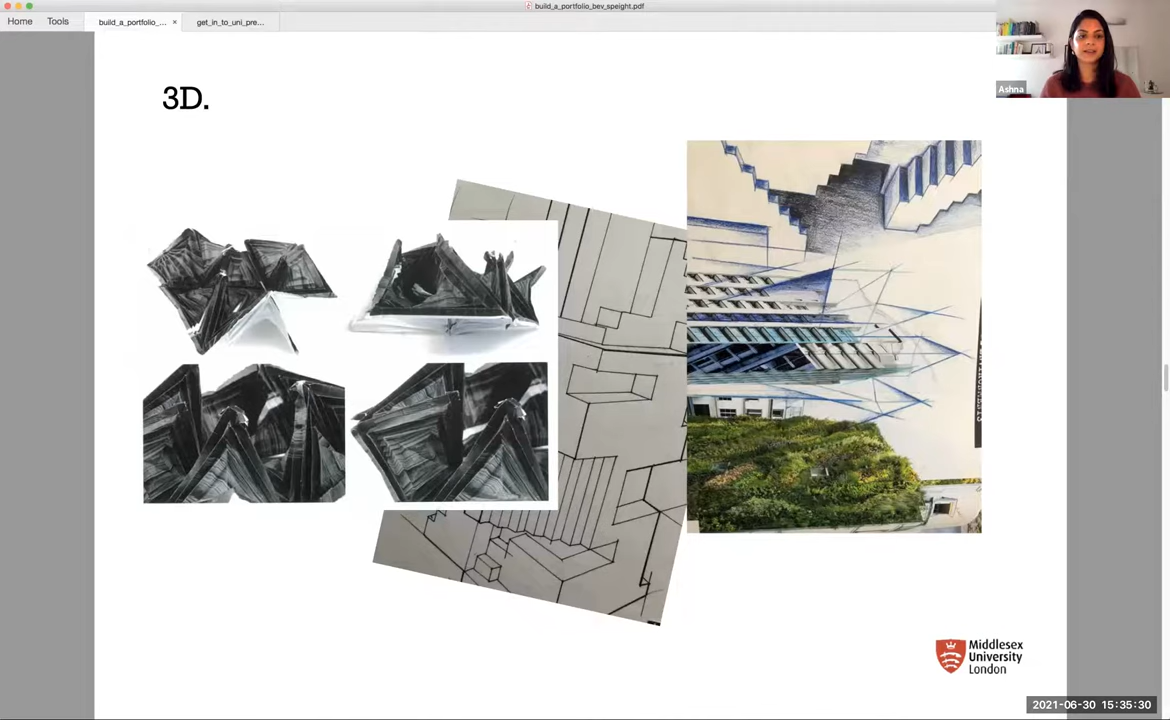 build_a_portfolio_bev_speight.pdf
Home
Tools
build_a_portfolio_...
×
get_in_to_uni_pre...
Ashna
3D.
Middlesex
University
London
2021-06-30 15:35:30